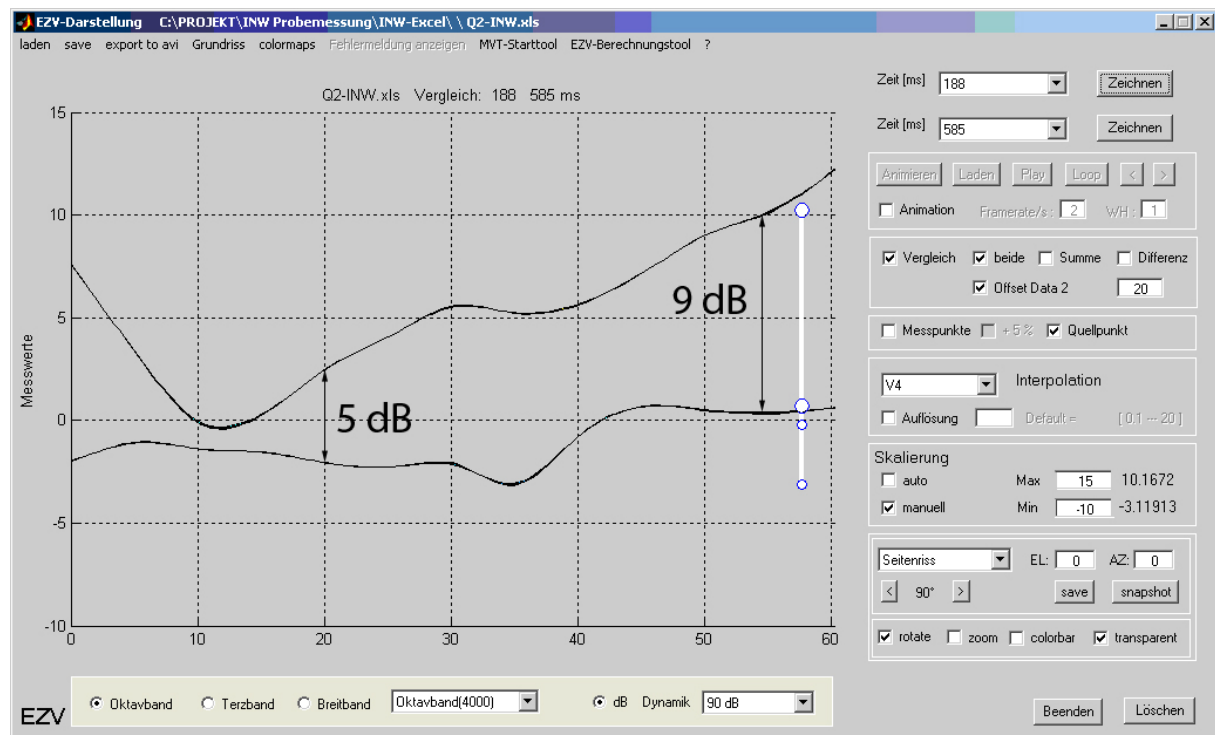 EZV-Darstellung C:\PROJEKT\INW Probemessung\INW-Excel\ \ Q2-INW.xls
laden save export to avi Grundriss colormaps Fehlermeldung anzeigen MVT-Starttool EZV-Berechnungstool ?
Q2-INW.xls Vergleich: 188 585 ms
15
10
5
0
-5
-10
Messwerte
0 10 20 30 40 50 60
5 dB
9 dB
Zeit [ms] 188 Zeichnen
Zeit [ms] 585 Zeichnen
Animieren Laden Play Loop < >
Animation Framerate/s : 2 WH : 1
Vergleich beide Summe Differenz
Offset Data 2 20
Messpunkte + 5 % Quellpunkt
V4 Interpolation
Auflösung Default = [ 0.1 --- 20 ]
Skalierung
auto Max 15 10.1672
manuell Min -10 -3.11913
Seitenriss EL: 0 AZ: 0
< 90° > save snapshot
rotate zoom colorbar transparent
EZV Oktavband Terzband Breitband Oktavband(4000) dB Dynamik 90 dB
Beenden Löschen